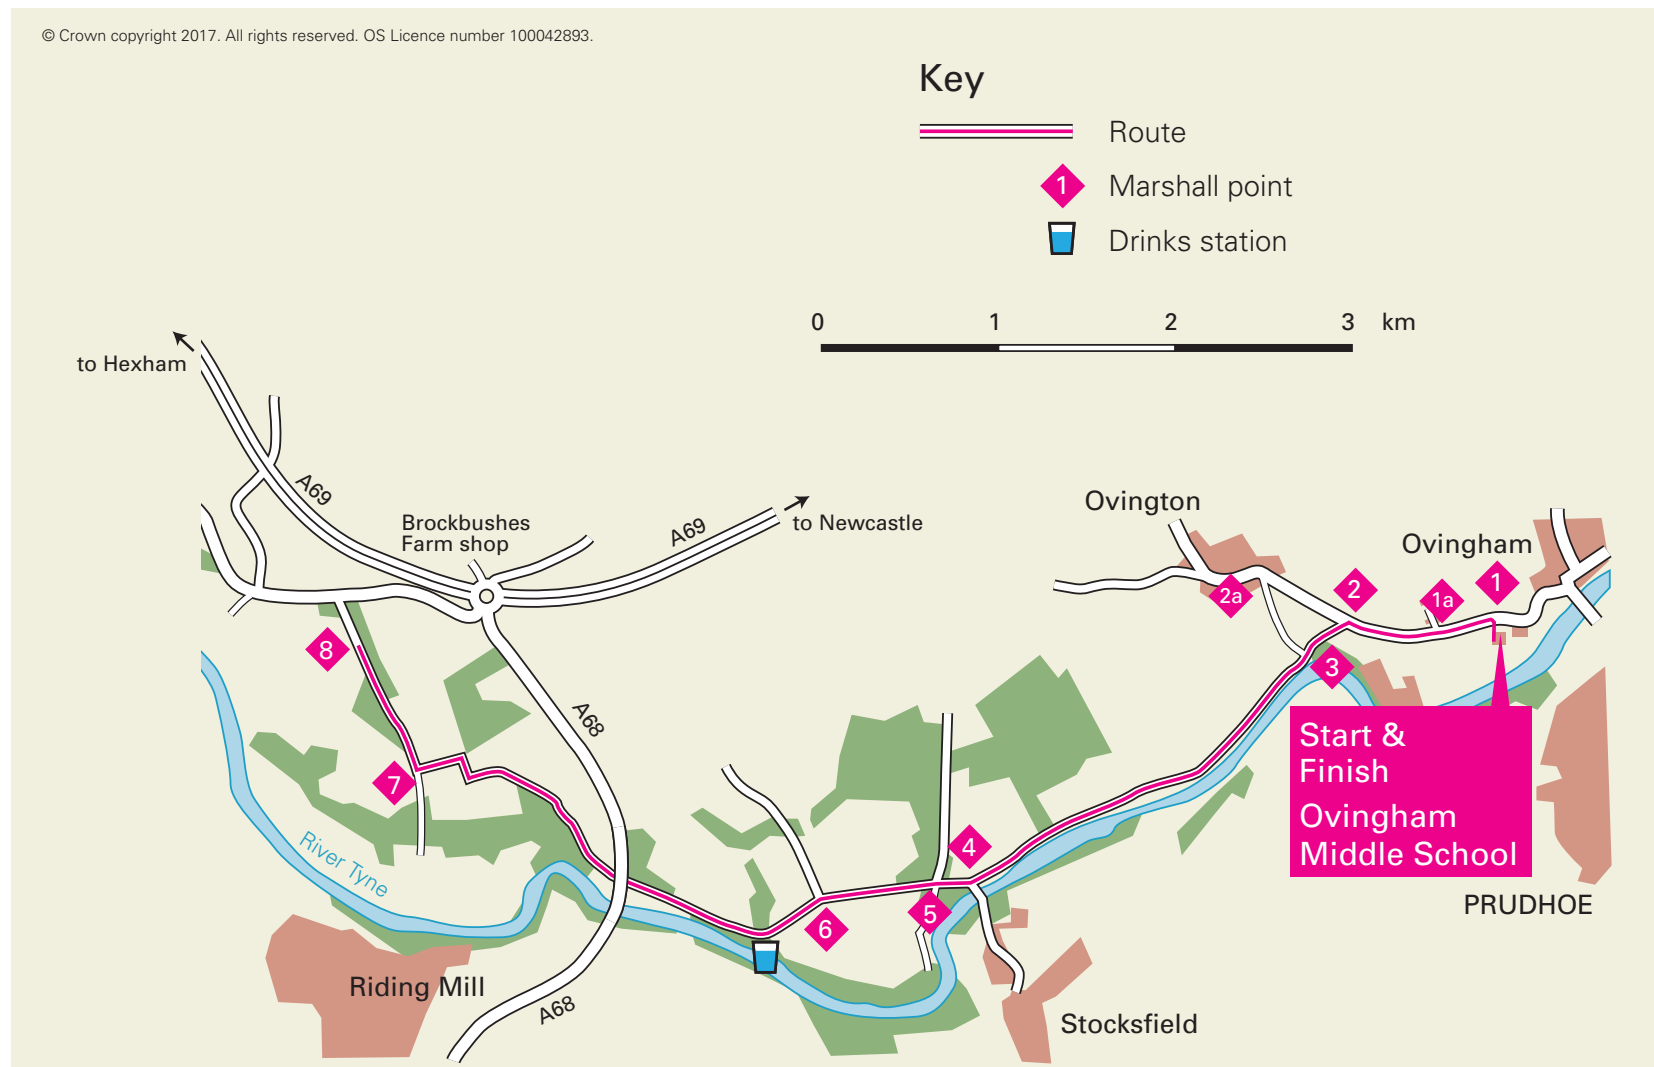 © Crown copyright 2017. All rights reserved. OS Licence number 100042893.
Key
Route
1
Marshall point
Drinks station
0 1 2 3 km
to Hexham
A69
Brockbushes
Farm shop
A69
to Newcastle
Ovington
Ovingham
2a
2
1a
1
3
8
7
A68
4
5
6
River Tyne
Riding Mill
A68
Stocksfield
Start &
Finish
Ovingham
Middle School
PRUDHOE